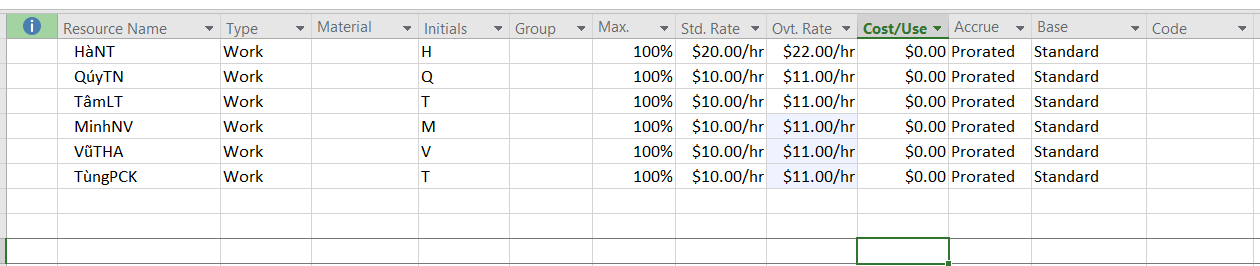 i Resource Name Type Material Initials Group Max. Std. Rate Ovt. Rate Cost/Use Accrue Base Code
HàNT Work H 100% $20.00/hr $22.00/hr $0.00 Prorated Standard
QúyTN Work Q 100% $10.00/hr $11.00/hr $0.00 Prorated Standard
TâmLT Work T 100% $10.00/hr $11.00/hr $0.00 Prorated Standard
MinhNV Work M 100% $10.00/hr $11.00/hr $0.00 Prorated Standard
VũTHA Work V 100% $10.00/hr $11.00/hr $0.00 Prorated Standard
TùngPCK Work T 100% $10.00/hr $11.00/hr $0.00 Prorated Standard